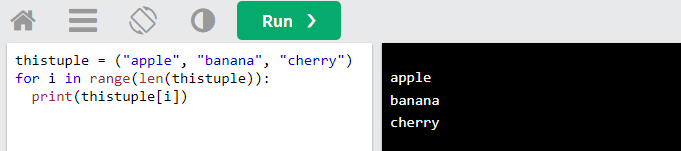 Run ❯
thistuple = ("apple", "banana", "cherry")
for i in range(len(thistuple)):
  print(thistuple[i])
apple
banana
cherry